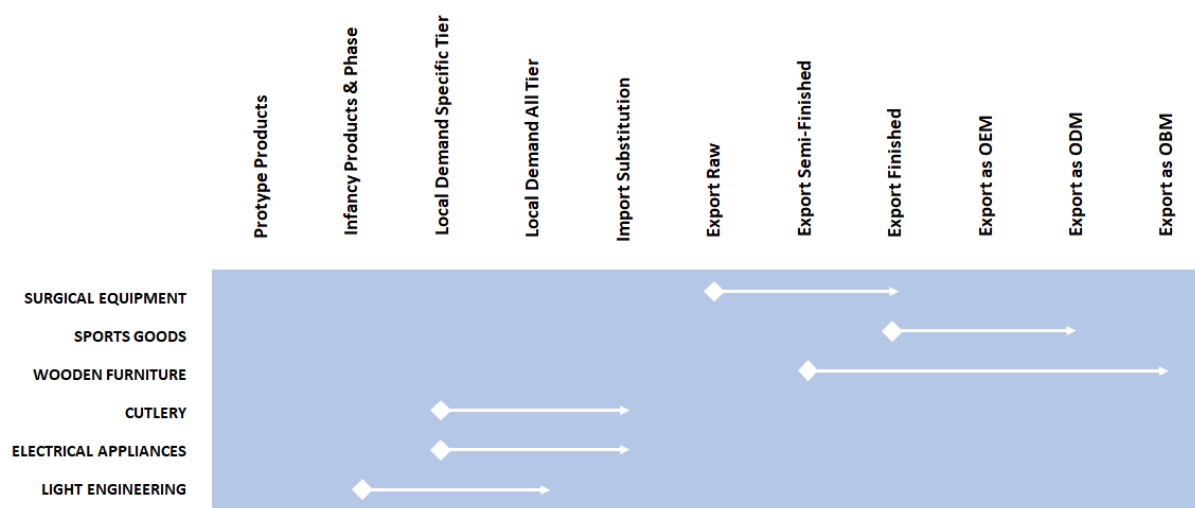 Protype Products
Infancy Products & Phase
Local Demand Specific Tier
Local Demand All Tier
Import Substitution
Export Raw
Export Semi-Finished
Export Finished
Export as OEM
Export as ODM
Export as OBM
SURGICAL EQUIPMENT
SPORTS GOODS
WOODEN FURNITURE
CUTLERY
ELECTRICAL APPLIANCES
LIGHT ENGINEERING